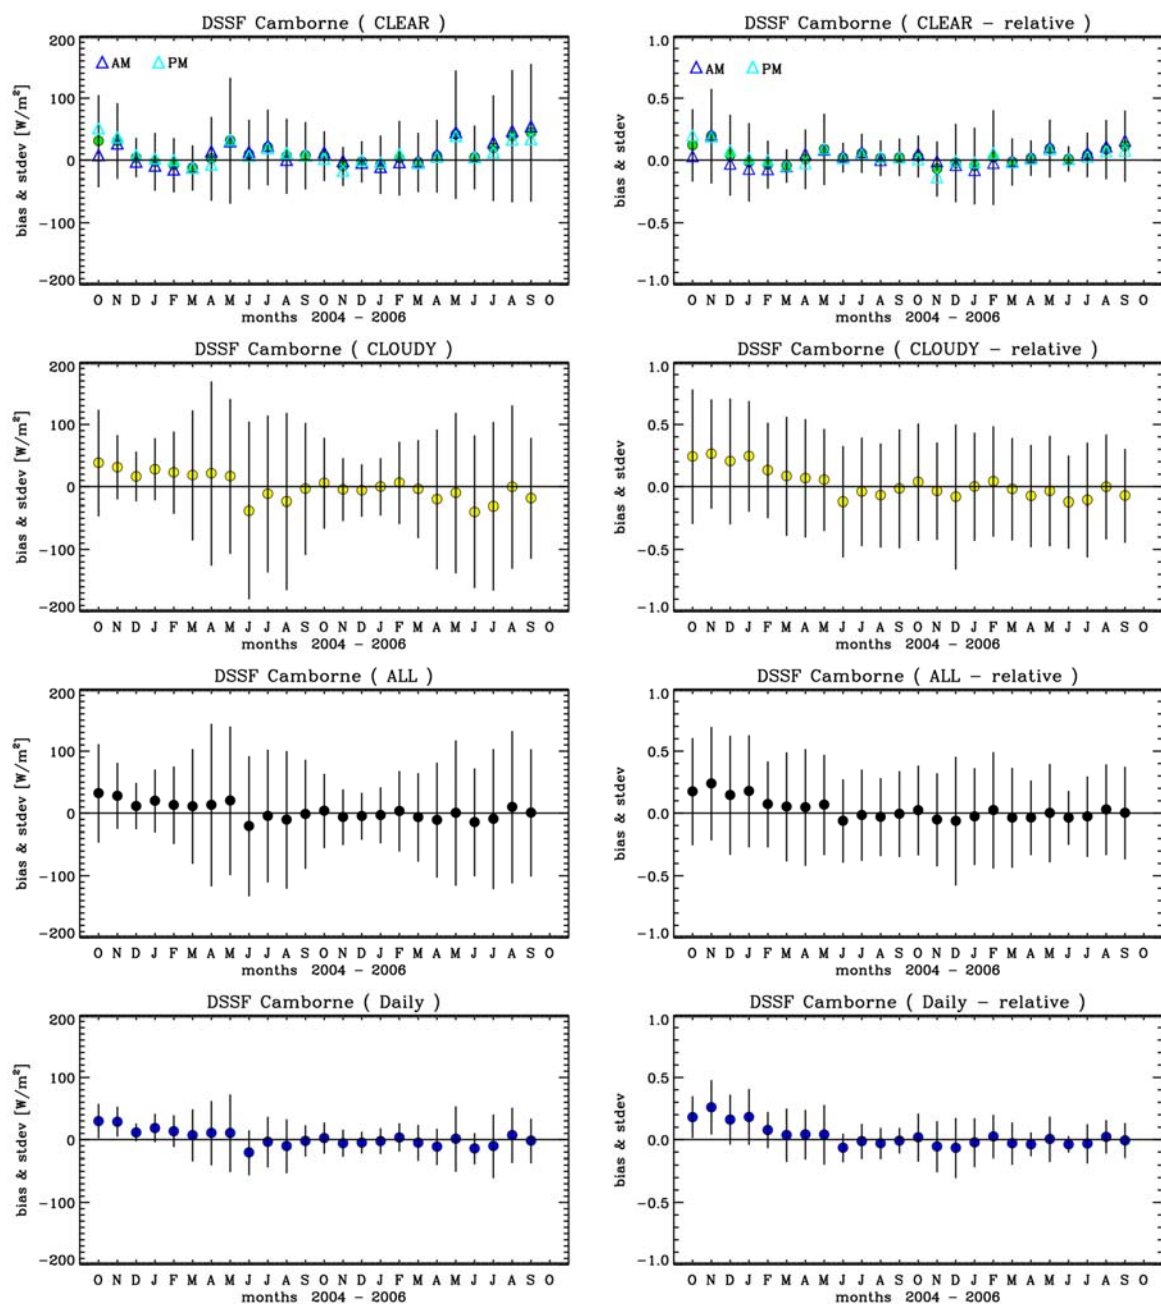 DSSF Camborne ( CLEAR )
DSSF Camborne ( CLEAR – relative )
200
100
0
−100
−200
bias & stdev [W/m²]
AM
PM
O N D J F M A M J J A S O N D J F M A M J J A S O
months 2004 – 2006
1.0
0.5
0.0
−0.5
−1.0
bias & stdev
AM
PM
O N D J F M A M J J A S O N D J F M A M J J A S O
months 2004 – 2006
DSSF Camborne ( CLOUDY )
DSSF Camborne ( CLOUDY – relative )
200
100
0
−100
−200
bias & stdev [W/m²]
O N D J F M A M J J A S O N D J F M A M J J A S O
months 2004 – 2006
1.0
0.5
0.0
−0.5
−1.0
bias & stdev
O N D J F M A M J J A S O N D J F M A M J J A S O
months 2004 – 2006
DSSF Camborne ( ALL )
DSSF Camborne ( ALL – relative )
200
100
0
−100
−200
bias & stdev [W/m²]
O N D J F M A M J J A S O N D J F M A M J J A S O
months 2004 – 2006
1.0
0.5
0.0
−0.5
−1.0
bias & stdev
O N D J F M A M J J A S O N D J F M A M J J A S O
months 2004 – 2006
DSSF Camborne ( Daily )
DSSF Camborne ( Daily – relative )
200
100
0
−100
−200
bias & stdev [W/m²]
O N D J F M A M J J A S O N D J F M A M J J A S O
months 2004 – 2006
1.0
0.5
0.0
−0.5
−1.0
bias & stdev
O N D J F M A M J J A S O N D J F M A M J J A S O
months 2004 – 2006